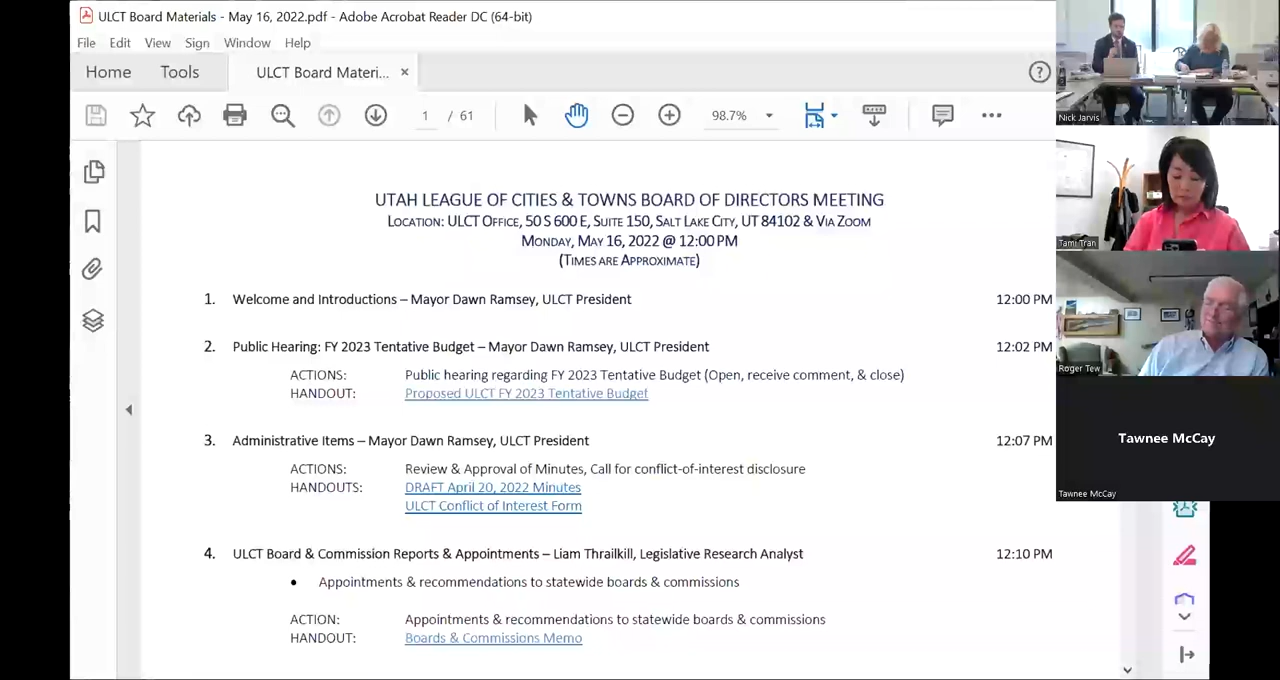 ULCT Board Materials - May 16, 2022.pdf - Adobe Acrobat Reader DC (64-bit)
File Edit View Sign Window Help
Home Tools ULCT Board Materi... ×
1 / 61 98.7%
UTAH LEAGUE OF CITIES & TOWNS BOARD OF DIRECTORS MEETING
LOCATION: ULCT OFFICE, 50 S 600 E, SUITE 150, SALT LAKE CITY, UT 84102 & VIA ZOOM
MONDAY, MAY 16, 2022 @ 12:00 PM
(TIMES ARE APPROXIMATE)
1. Welcome and Introductions – Mayor Dawn Ramsey, ULCT President 12:00 PM
2. Public Hearing: FY 2023 Tentative Budget – Mayor Dawn Ramsey, ULCT President 12:02 PM
ACTIONS: Public hearing regarding FY 2023 Tentative Budget (Open, receive comment, & close)
HANDOUT: Proposed ULCT FY 2023 Tentative Budget
3. Administrative Items – Mayor Dawn Ramsey, ULCT President 12:07 PM
ACTIONS: Review & Approval of Minutes, Call for conflict-of-interest disclosure
HANDOUTS: DRAFT April 20, 2022 Minutes
ULCT Conflict of Interest Form
4. ULCT Board & Commission Reports & Appointments – Liam Thrailkill, Legislative Research Analyst 12:10 PM
• Appointments & recommendations to statewide boards & commissions
ACTION: Appointments & recommendations to statewide boards & commissions
HANDOUT: Boards & Commissions Memo
Nick Jarvis
Tami Tran
Roger Tew
Tawnee McCay
Tawnee McCay